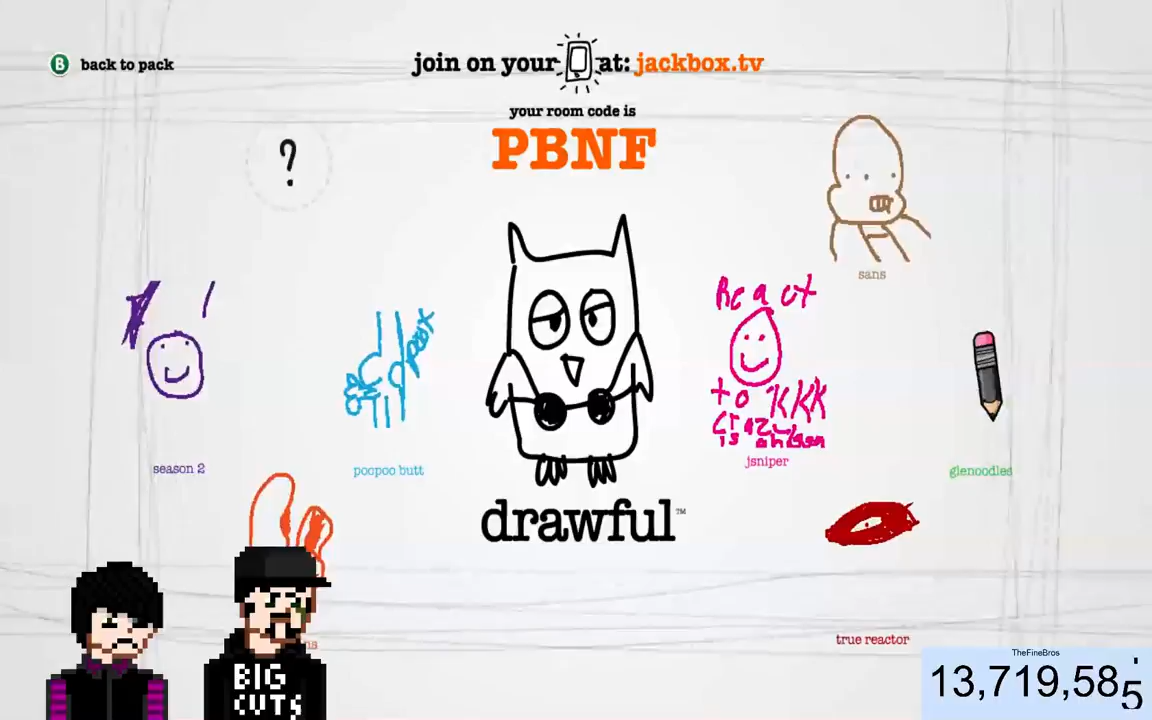 B back to pack
join on your at: jackbox.tv
your room code is
PBNF
?
sans
React
to KKK
season 2
poopoo butt
jsniper
glenoodles
drawful™
true reactor
BIG
CUTS
TheFineBros
13,719,585